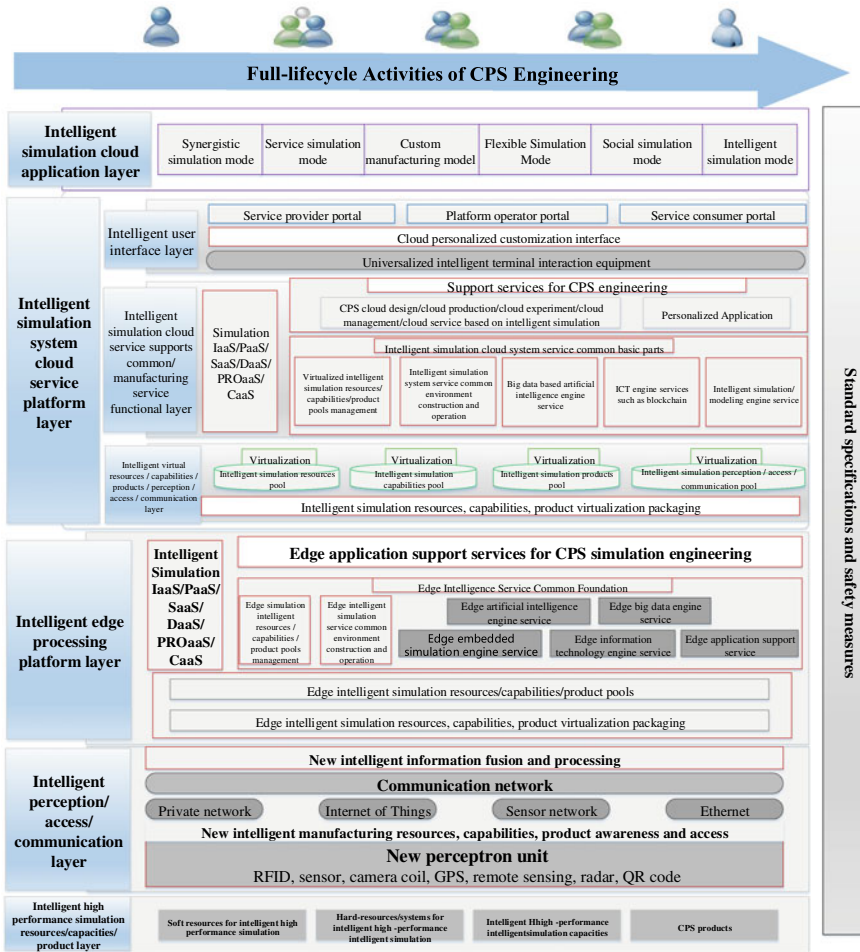 Full-lifecycle Activities of CPS Engineering
Intelligent
simulation cloud
application layer
Synergistic
simulation mode
Service simulation
mode
Custom
manufacturing model
Flexible Simulation
Mode
Social simulation
mode
Intelligent
simulation mode
Intelligent
simulation
system
cloud
service
platform
layer
Intelligent user
interface layer
Service provider portal
Platform operator portal
Service consumer portal
Cloud personalized customization interface
Universalized intelligent terminal interaction equipment
Intelligent
simulation cloud
service supports
common/
manufacturing
service
functional layer
Simulation
IaaS/PaaS/
SaaS/DaaS/
PROaaS/
CaaS
Support services for CPS engineering
CPS cloud design/cloud production/cloud experiment/cloud
management/cloud service based on intelligent simulation
Personalized Application
Intelligent simulation cloud system service common basic parts
Virtualized intelligent
simulation resources/
capabilities/product
pools management
Intelligent simulation
system service common
environment
construction and
operation
Big data based artificial
intelligence engine
service
ICT engine services
such as blockchain
Intelligent simulation/
modeling engine service
Intelligent virtual
resources / capabilities /
products / perception /
access / communication
layer
Virtualization
Intelligent simulation resources
pool
Virtualization
Intelligent simulation
capabilities pool
Virtualization
Intelligent simulation products
pool
Virtualization
Intelligent simulation perception / access /
communication pool
Intelligent simulation resources, capabilities, product virtualization packaging
Intelligent edge
processing
platform layer
Intelligent
Simulation
IaaS/PaaS/
SaaS/
DaaS/
PROaaS/
CaaS
Edge application support services for CPS simulation engineering
Edge Intelligence Service Common Foundation
Edge simulation
intelligent
resources /
capabilities /
product pools
management
Edge intelligent
simulation
service common
environment
construction and
operation
Edge artificial intelligence
engine service
Edge big data engine
service
Edge embedded
simulation engine service
Edge information
technology engine service
Edge application support
service
Edge intelligent simulation resources/capabilities/product pools
Edge intelligent simulation resources, capabilities, product virtualization packaging
Intelligent
perception/
access/
communication
layer
New intelligent information fusion and processing
Communication network
Private network
Internet of Things
Sensor network
Ethernet
New intelligent manufacturing resources, capabilities, product awareness and access
New perceptron unit
RFID, sensor, camera coil, GPS, remote sensing, radar, QR code
Intelligent high
performance simulation
resources/capacities/
product layer
Soft resources for intelligent high
performance simulation
Hard-resources/systems for
intelligent high -performance
intelligent simulation
Intelligent Hhigh -performance
intelligentsimulation capacities
CPS products
Standard specifications and safety measures